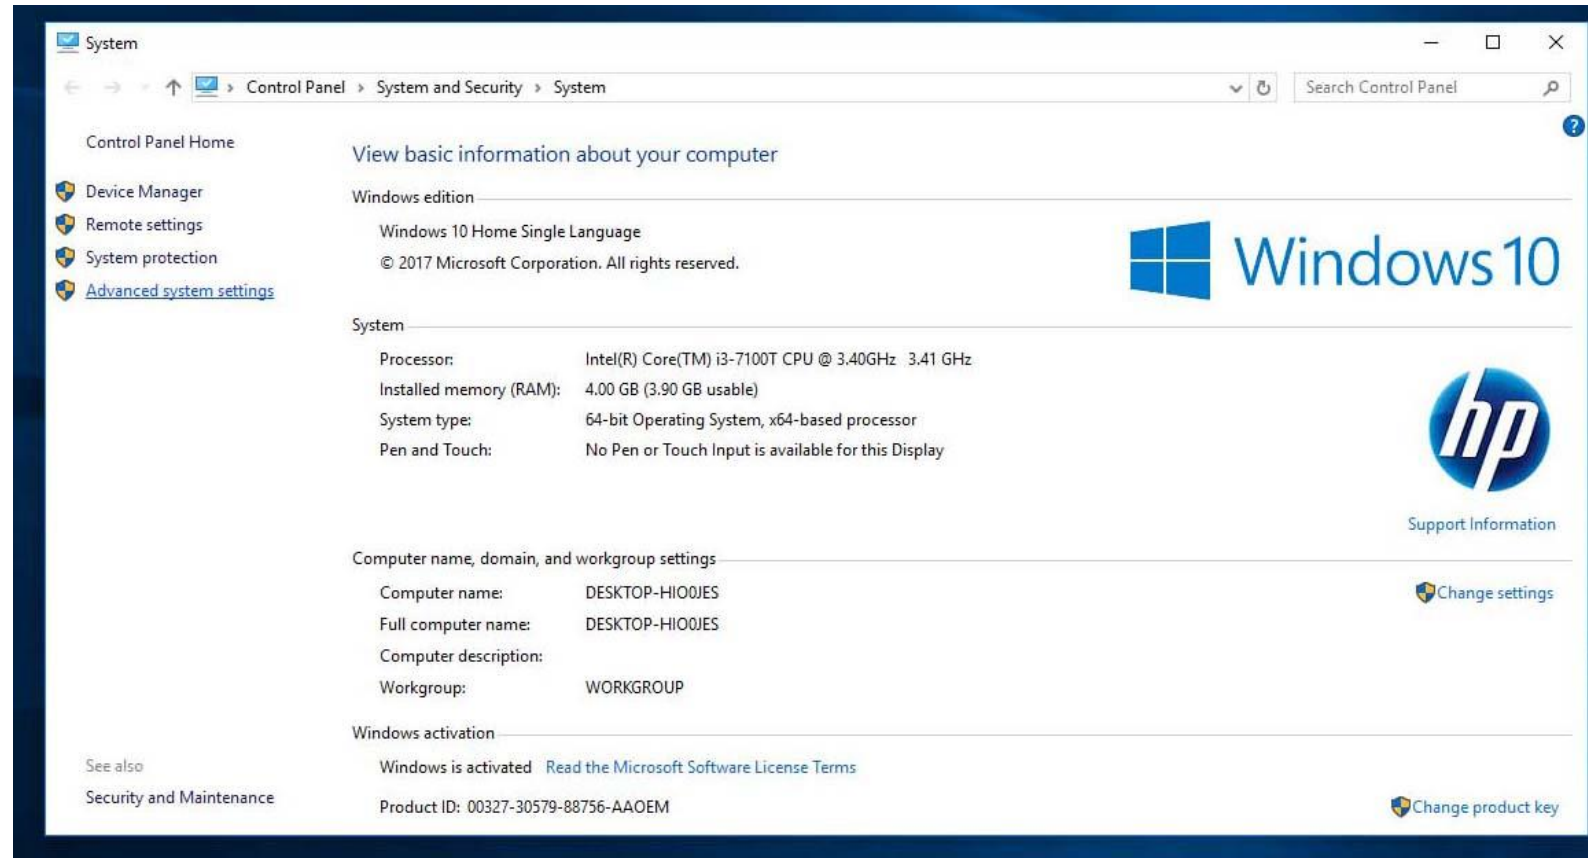 System
Control Panel > System and Security > System
Search Control Panel
Control Panel Home
Device Manager
Remote settings
System protection
Advanced system settings
See also
Security and Maintenance
?
View basic information about your computer
Windows edition
Windows 10 Home Single Language
© 2017 Microsoft Corporation. All rights reserved.
Windows 10
System
Processor: Intel(R) Core(TM) i3-7100T CPU @ 3.40GHz 3.41 GHz
Installed memory (RAM): 4.00 GB (3.90 GB usable)
System type: 64-bit Operating System, x64-based processor
Pen and Touch: No Pen or Touch Input is available for this Display
hp
Support Information
Computer name, domain, and workgroup settings
Computer name: DESKTOP-HIO0JES
Change settings
Full computer name: DESKTOP-HIO0JES
Computer description:
Workgroup: WORKGROUP
Windows activation
Windows is activated Read the Microsoft Software License Terms
Product ID: 00327-30579-88756-AAOEM
Change product key